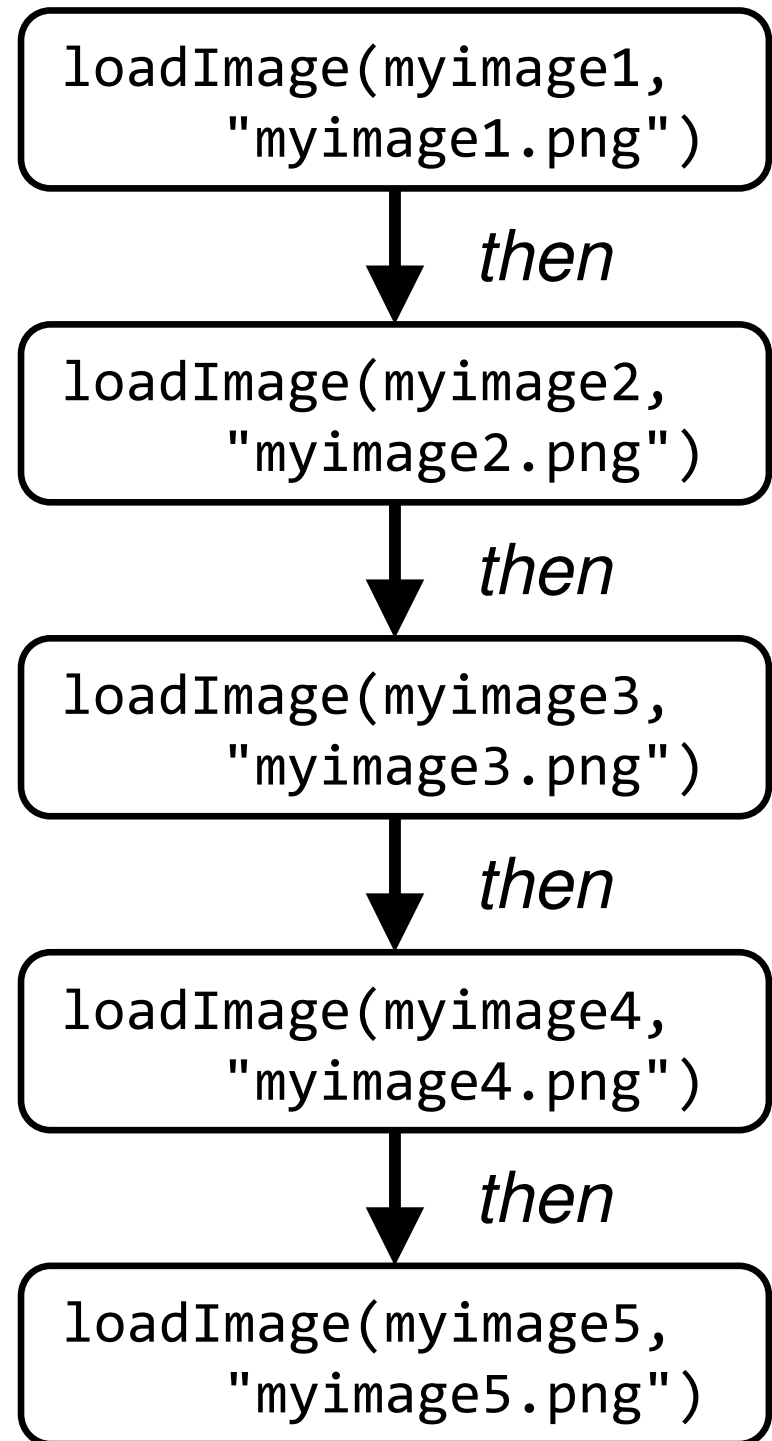 loadImage(myimage1,
"myimage1.png")
then
loadImage(myimage2,
"myimage2.png")
then
loadImage(myimage3,
"myimage3.png")
then
loadImage(myimage4,
"myimage4.png")
then
loadImage(myimage5,
"myimage5.png")